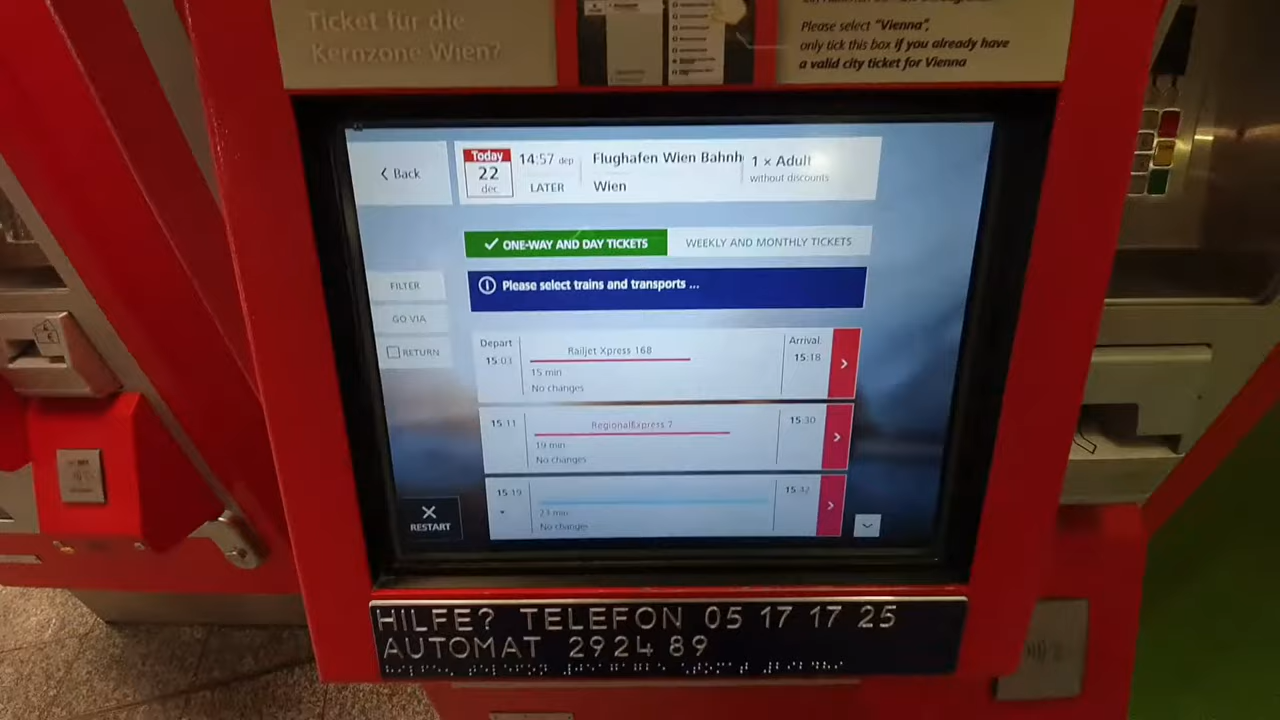 Ticket für die
Kernzone Wien?
Please select "Vienna",
only tick this box if you already have
a valid city ticket for Vienna
Back
Today
22
dec.
14:57 dep
LATER
Flughafen Wien Bahnh
Wien
1 × Adult
without discounts
ONE-WAY AND DAY TICKETS
WEEKLY AND MONTHLY TICKETS
FILTER
GO VIA
RETURN
Please select trains and transports ...
Depart
15:03
Railjet Xpress 168
15 min
No changes
Arrival
15:18
15:11
RegionalExpress 7
19 min
No changes
15:30
15:19
23 min
No changes
15:42
RESTART
HILFE? TELEFON 05 17 17 25
AUTOMAT 2924 89